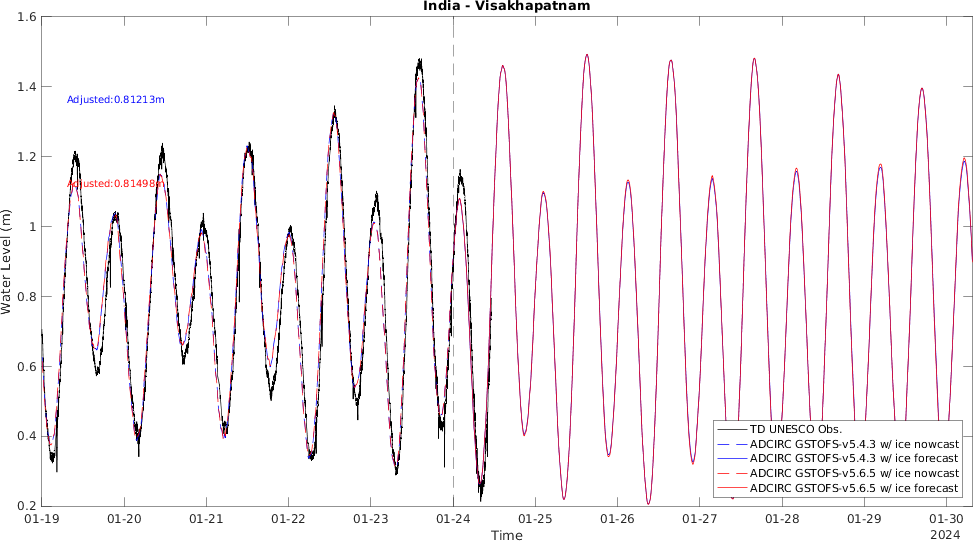 India - Visakhapatnam
1.6
1.4
1.2
1
0.8
0.6
0.4
0.2
Water Level (m)
Adjusted:0.81213m
Adjusted:0.81498m
TD UNESCO Obs.
ADCIRC GSTOFS-v5.4.3 w/ ice nowcast
ADCIRC GSTOFS-v5.4.3 w/ ice forecast
ADCIRC GSTOFS-v5.6.5 w/ ice nowcast
ADCIRC GSTOFS-v5.6.5 w/ ice forecast
01-19 01-20 01-21 01-22 01-23 01-24 01-25 01-26 01-27 01-28 01-29 01-30
Time
2024